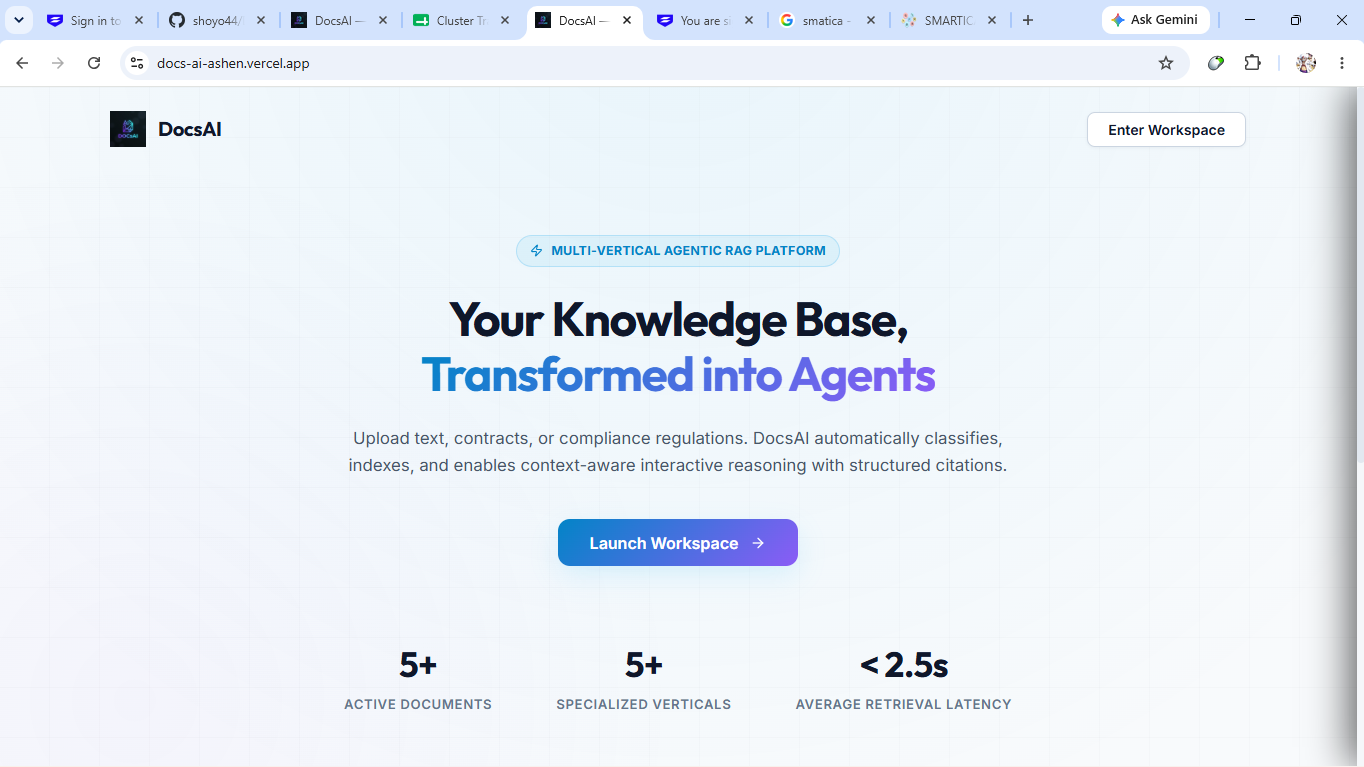 Sign in to
shoyo44/
DocsAI —
Cluster Tr
DocsAI —
You are si
smatica -
SMARTIC
Ask Gemini
docs-ai-ashen.vercel.app
DocsAI
Enter Workspace
MULTI-VERTICAL AGENTIC RAG PLATFORM
Your Knowledge Base,
Transformed into Agents
Upload text, contracts, or compliance regulations. DocsAI automatically classifies,
indexes, and enables context-aware interactive reasoning with structured citations.
Launch Workspace →
5+
ACTIVE DOCUMENTS
5+
SPECIALIZED VERTICALS
< 2.5s
AVERAGE RETRIEVAL LATENCY